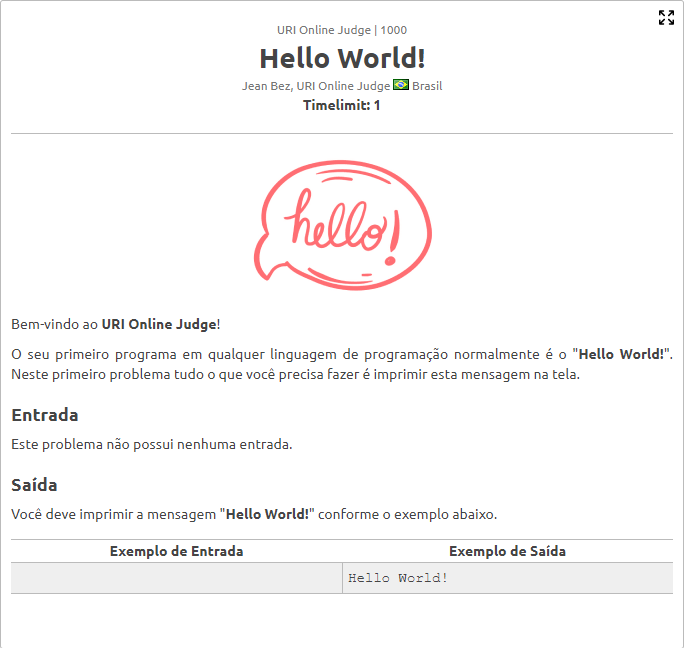 URI Online Judge | 1000
Hello World!
Jean Bez, URI Online Judge Brasil
Timelimit: 1
hello!
Bem-vindo ao URI Online Judge!
O seu primeiro programa em qualquer linguagem de programação normalmente é o "Hello World!".
Neste primeiro problema tudo o que você precisa fazer é imprimir esta mensagem na tela.
Entrada
Este problema não possui nenhuma entrada.
Saída
Você deve imprimir a mensagem "Hello World!" conforme o exemplo abaixo.
Exemplo de Entrada Exemplo de Saída
Hello World!